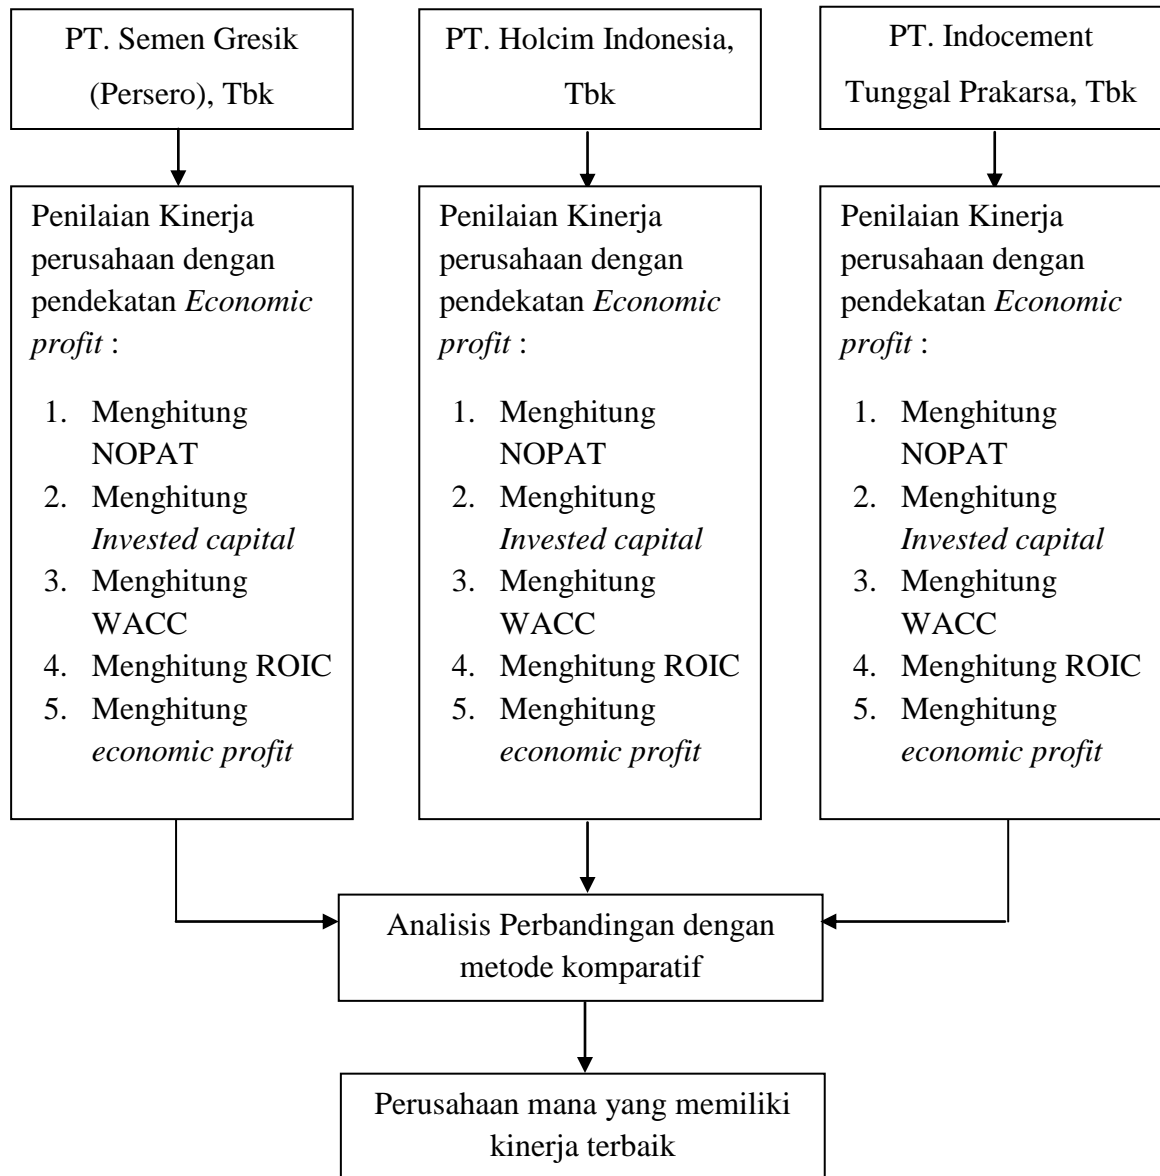 PT. Semen Gresik
(Persero), Tbk
PT. Holcim Indonesia,
Tbk
PT. Indocement
Tunggal Prakarsa, Tbk
Penilaian Kinerja
perusahaan dengan
pendekatan Economic
profit :
1. Menghitung
NOPAT
2. Menghitung
Invested capital
3. Menghitung
WACC
4. Menghitung ROIC
5. Menghitung
economic profit
Penilaian Kinerja
perusahaan dengan
pendekatan Economic
profit :
1. Menghitung
NOPAT
2. Menghitung
Invested capital
3. Menghitung
WACC
4. Menghitung ROIC
5. Menghitung
economic profit
Penilaian Kinerja
perusahaan dengan
pendekatan Economic
profit :
1. Menghitung
NOPAT
2. Menghitung
Invested capital
3. Menghitung
WACC
4. Menghitung ROIC
5. Menghitung
economic profit
Analisis Perbandingan dengan
metode komparatif
Perusahaan mana yang memiliki
kinerja terbaik